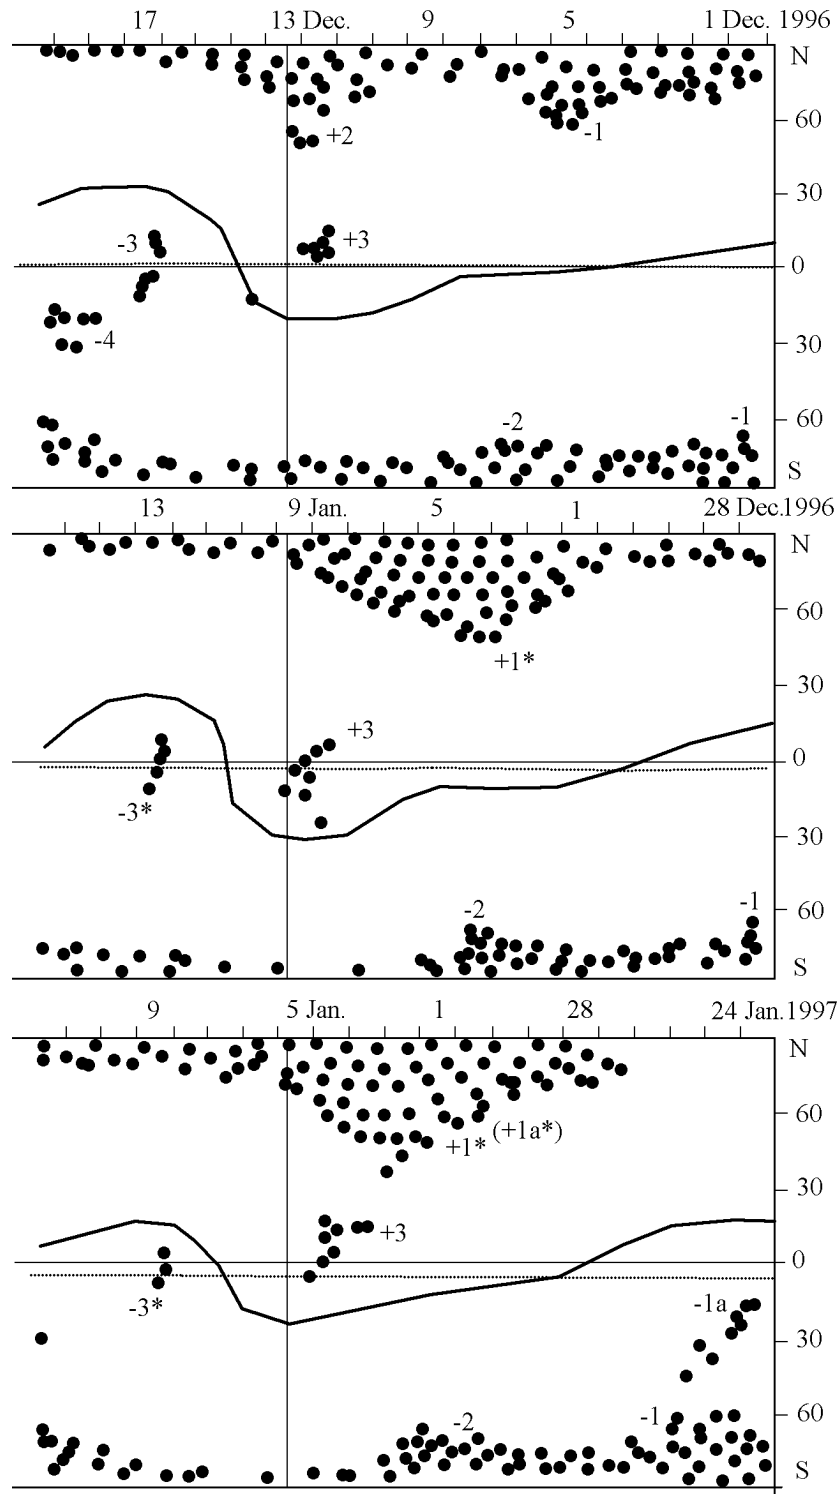 17 13 Dec. 9 5 1 Dec. 1996
N
60
+2 -1
30
-3 +3
0
-4 30
60
-2 -1
S
13 9 Jan. 5 1 28 Dec.1996
N
60
+1*
30
+3
0
-3*
30
60
-2 -1
S
9 5 Jan. 1 28 24 Jan.1997
N
60
+1* (+1a*)
30
+3
0
-3* -1a
30
60
-2 -1
S